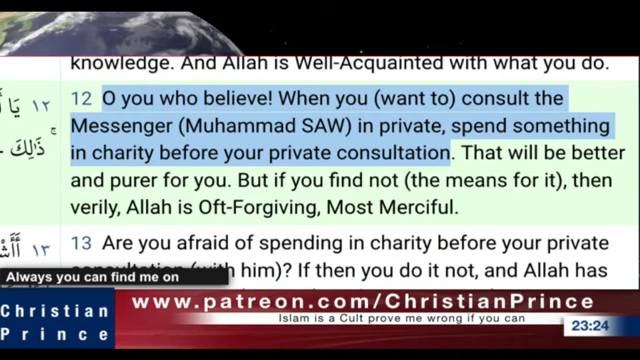 knowledge. And Allah is Well-Acquainted with what you do.
يَا ١٢ 12 O you who believe! When you (want to) consult the
Messenger (Muhammad SAW) in private, spend something
ذَلِكَ in charity before your private consultation. That will be better
and purer for you. But if you find not (the means for it), then
verily, Allah is Oft-Forgiving, Most Merciful.
١٣ 13 Are you afraid of spending in charity before your private
consultation (with him)? If then you do it not, and Allah has
Always you can find me on
Christian
Prince
www.patreon.com/ChristianPrince
Islam is a Cult prove me wrong if you can
23:24